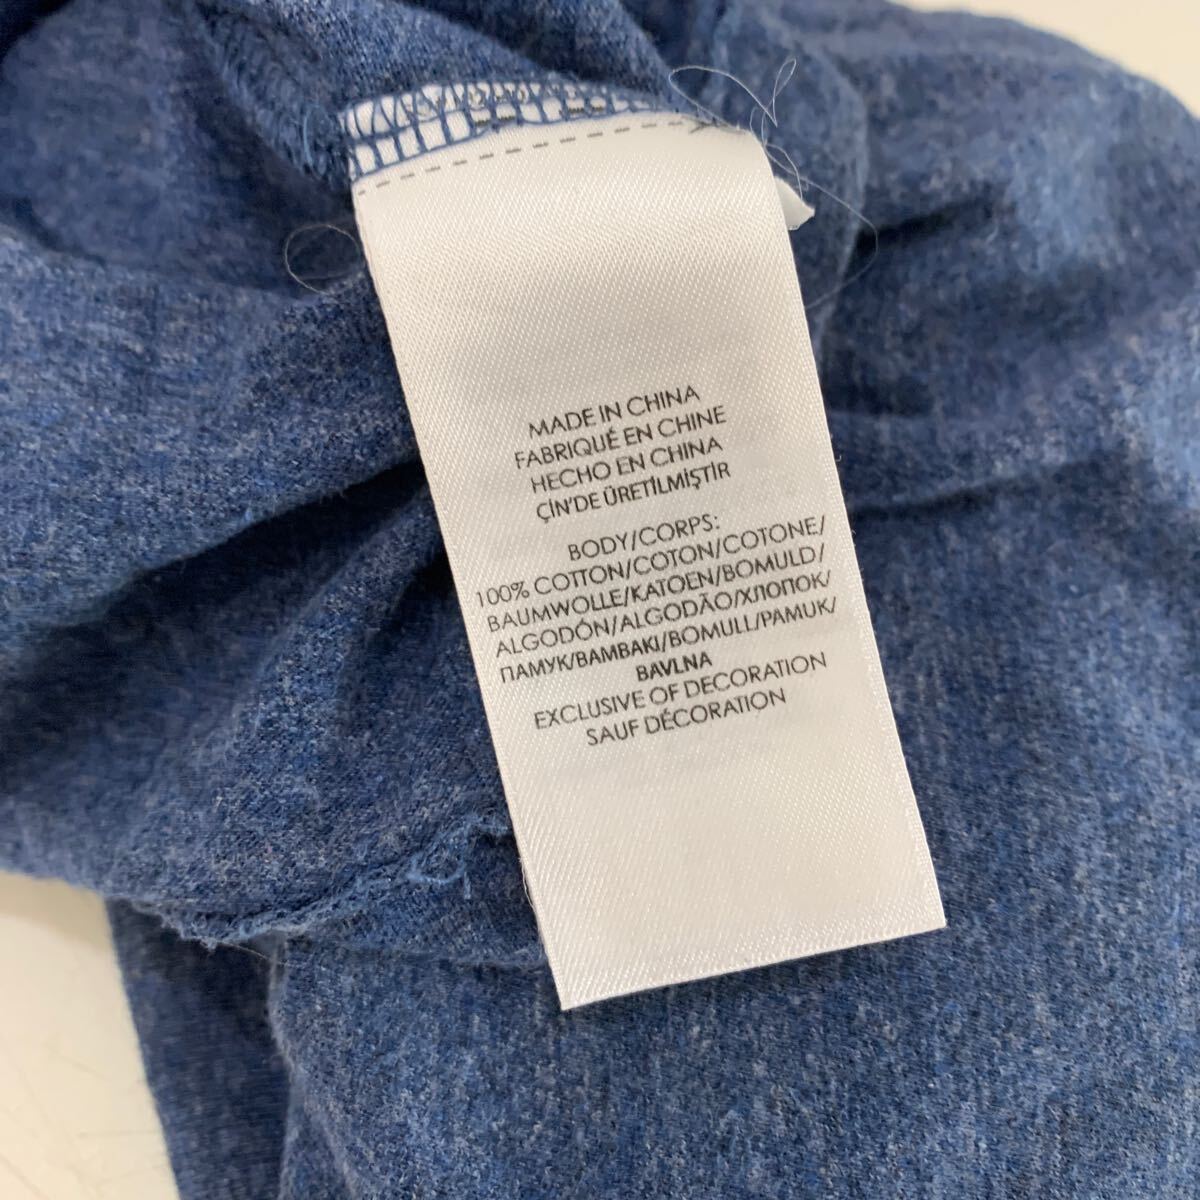 MADE IN CHINA
FABRIQUÉ EN CHINE
HECHO EN CHINA
ÇİN'DE ÜRETİLMİŞTİR
BODY/CORPS:
100% COTTON/COTON/COTONE/
BAUMWOLLE/KATOEN/BOMULD/
ALGODÓN/ALGODÃO/ХЛОПОК/
ПАМУК/ΒΑΜΒΑΚΙ/BOMULL/PAMUK/
BAVLNA
EXCLUSIVE OF DECORATION
SAUF DÉCORATION